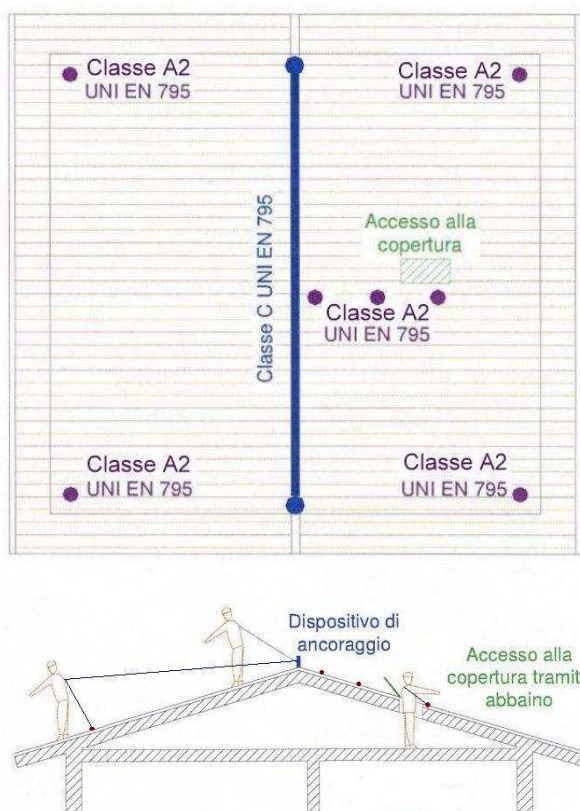 Classe A2
UNI EN 795
Classe A2
UNI EN 795
Classe C UNI EN 795
Accesso alla
copertura
Classe A2
UNI EN 795
Classe A2
UNI EN 795
Classe A2
UNI EN 795
Dispositivo di
ancoraggio
Accesso alla
copertura tramit
abbaino